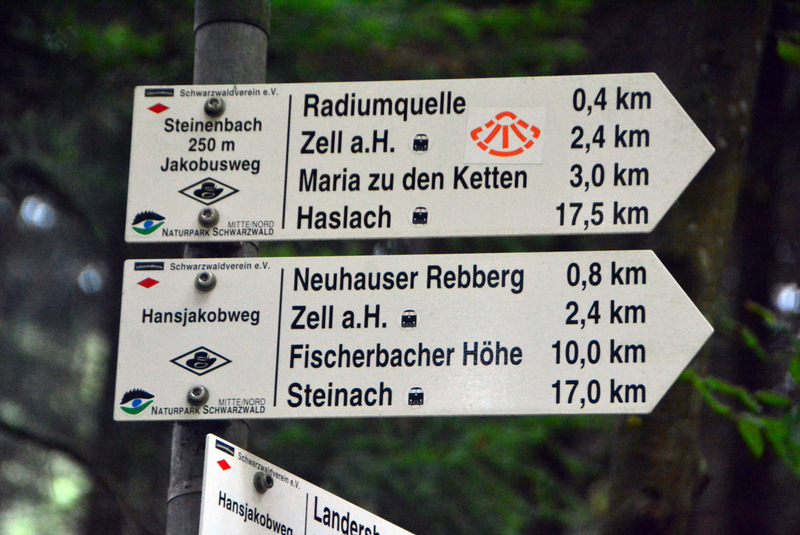 Schwarzwaldverein e.V.
Steinenbach
250 m
Jakobusweg
MITTE/NORD
NATURPARK SCHWARZWALD
Radiumquelle 0,4 km
Zell a.H. 2,4 km
Maria zu den Ketten 3,0 km
Haslach 17,5 km
Schwarzwaldverein e.V.
Hansjakobweg
MITTE/NORD
NATURPARK SCHWARZWALD
Neuhauser Rebberg 0,8 km
Zell a.H. 2,4 km
Fischerbacher Höhe 10,0 km
Steinach 17,0 km
Schwarzwaldverein e.V.
Hansjakobweg